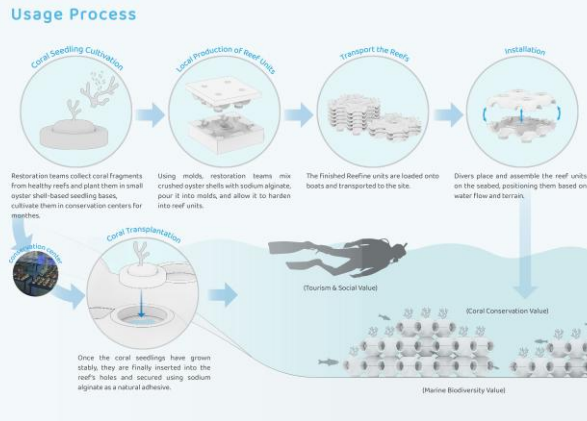 Usage Process
Coral Seedling Cultivation
Local Production of Reef Units
Transport the Reefs
Installation
Restoration teams collect coral fragments
from healthy reefs and plant them in small
oyster shell-based seedling bases,
cultivate them in conservation centers for
monthes.
Using molds, restoration teams mix
crushed oyster shells with sodium alginate,
pour it into molds, and allow it to harden
into reef units.
The finished Reefine units are loaded onto
boats and transported to the site.
Divers place and assemble the reef units
on the seabed, positioning them based on
water flow and terrain.
conservation center
Coral Transplantation
Once the coral seedlings have grown
stably, they are finally inserted into the
reef's holes and secured using sodium
alginate as a natural adhesive.
(Tourism & Social Value)
(Coral Conservation Value)
(Marine Biodiversity Value)